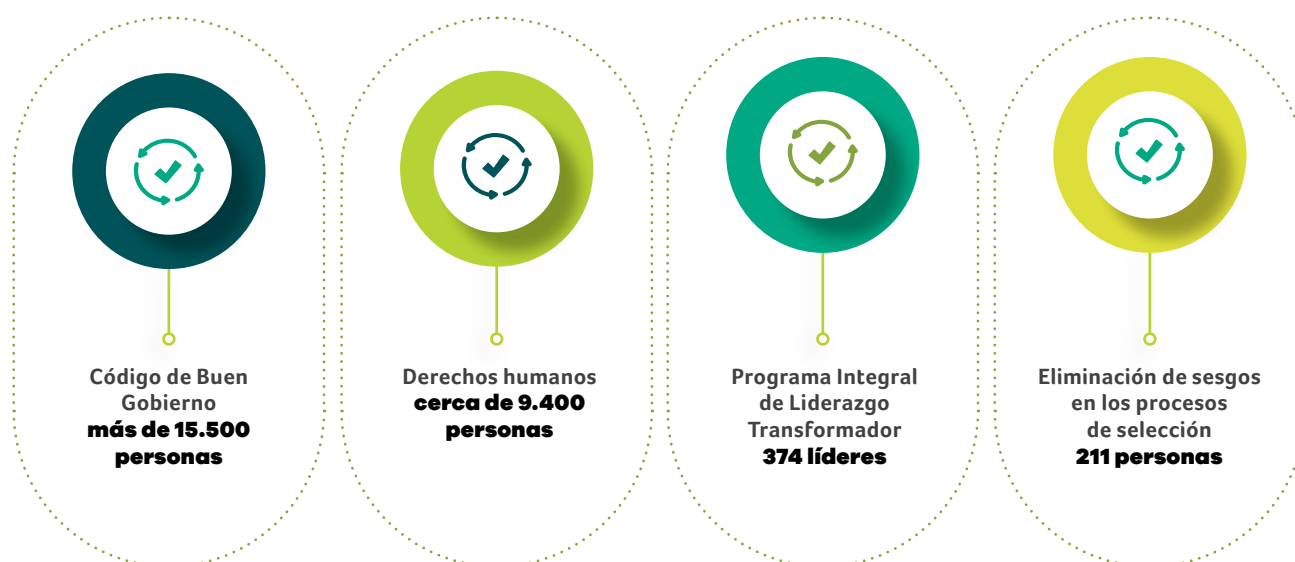 Código de Buen
Gobierno
más de 15.500
personas
Derechos humanos
cerca de 9.400
personas
Programa Integral
de Liderazgo
Transformador
374 líderes
Eliminación de sesgos
en los procesos
de selección
211 personas